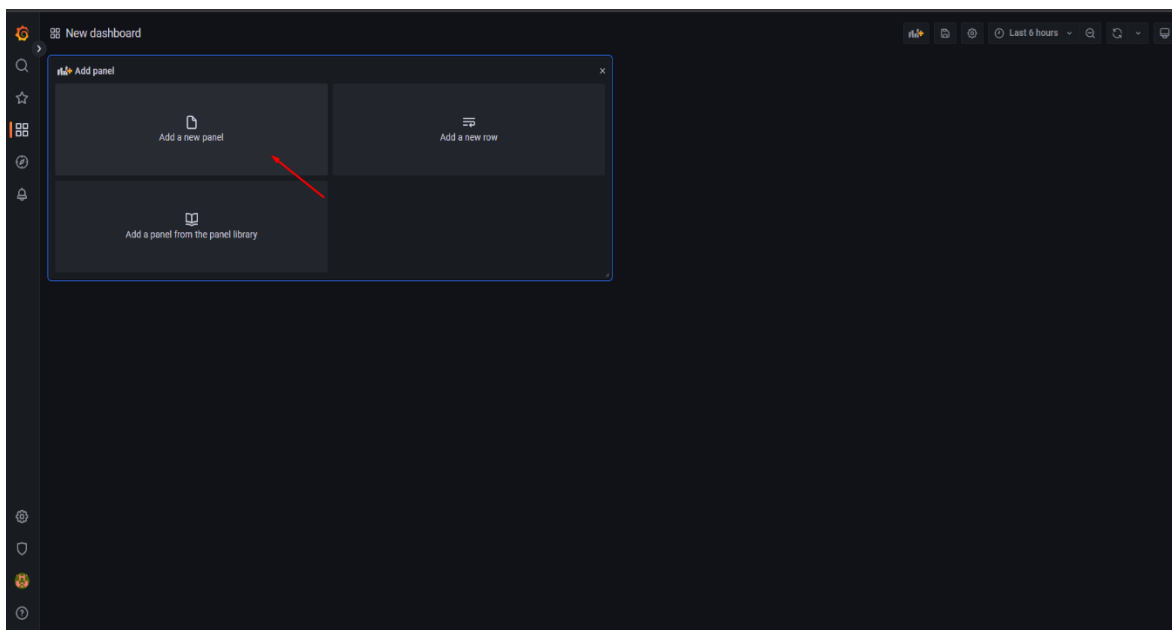 New dashboard
Last 6 hours
Add panel
Add a new panel
Add a new row
Add a panel from the panel library